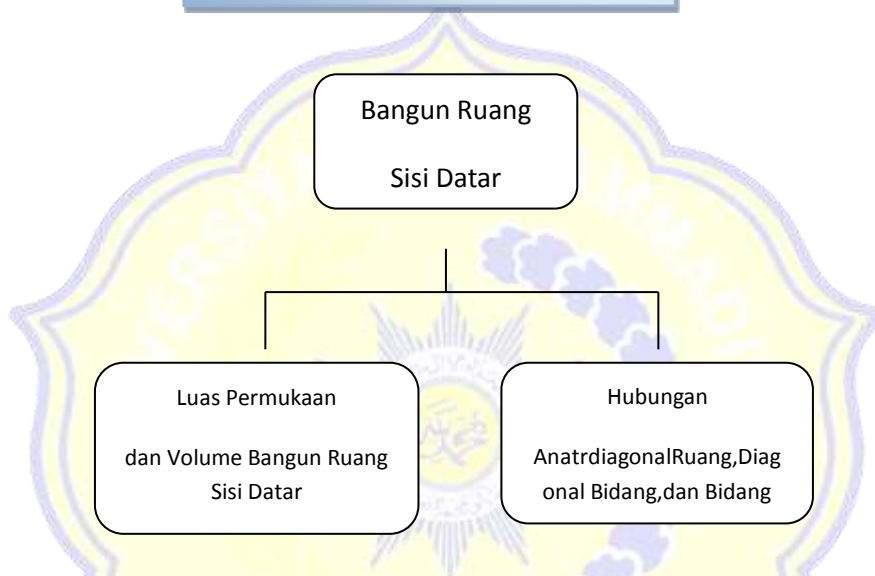 Bangun Ruang
Sisi Datar
Luas Permukaan
dan Volume Bangun Ruang
Sisi Datar
Hubungan
AnatrdiagonalRuang,Diag
onal Bidang,dan Bidang